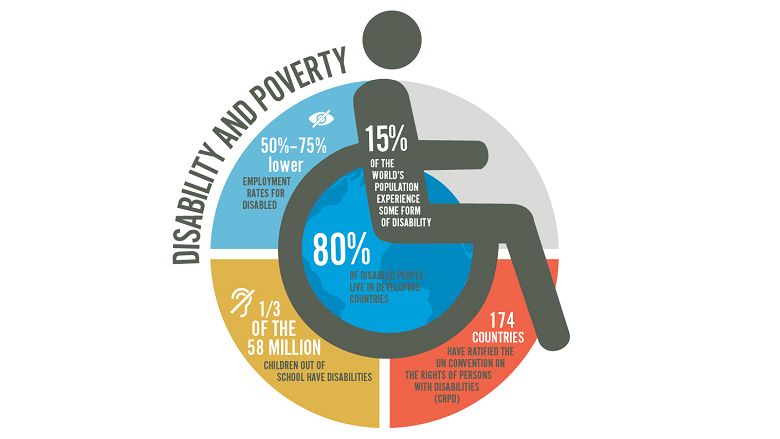 DISABILITY AND POVERTY
15%
OF THE
WORLD'S
POPULATION
EXPERIENCE
SOME FORM
OF DISABILITY
50%–75%
lower
EMPLOYMENT
RATES FOR
DISABLED
80%
OF DISABLED PEOPLE
LIVE IN DEVELOPING
COUNTRIES
1/3
OF THE
58 MILLION
CHILDREN OUT OF
SCHOOL HAVE DISABILITIES
174
COUNTRIES
HAVE RATIFIED THE
UN CONVENTION ON
THE RIGHTS OF PERSONS
WITH DISABILITIES
(CRPD)